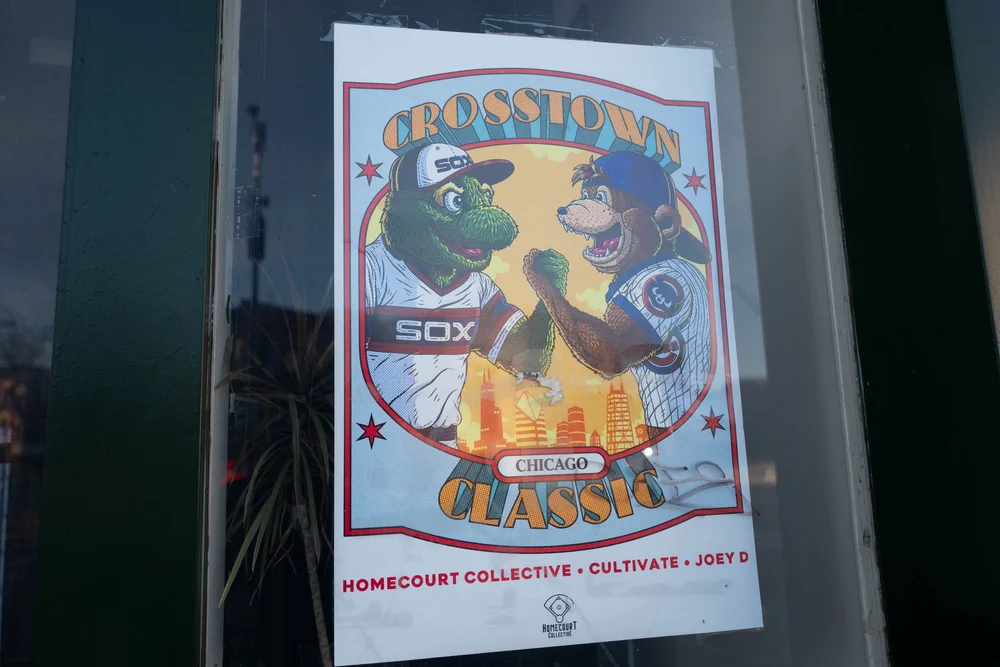 CROSSTOWN
SOX
SOX
CHICAGO
CLASSIC
HOMECOURT COLLECTIVE • CULTIVATE • JOEY D
HOMECOURT
COLLECTIVE